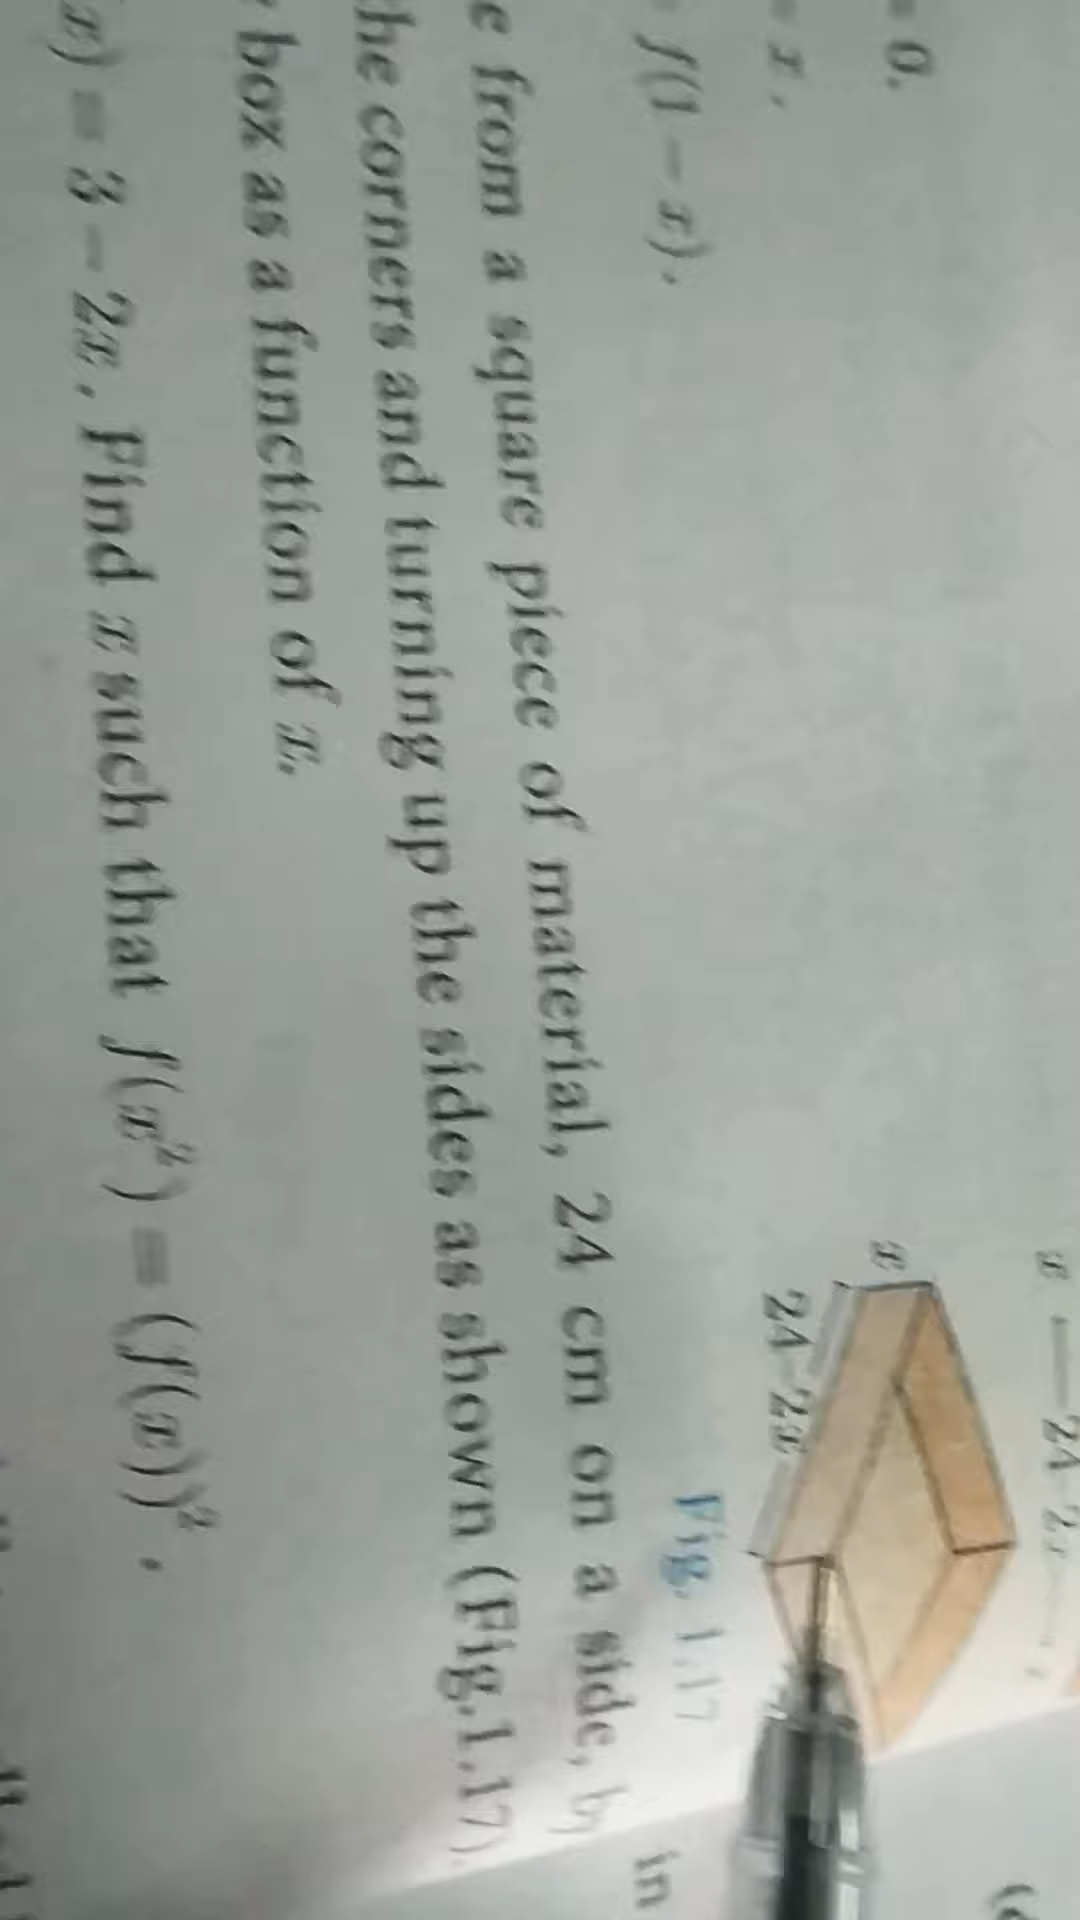 = 0.
= x,
f(1 − x).
x 24−2x
x
24−2x
Fig. 1.17
e from a square piece of material, 24 cm on a side, by
he corners and turning up the sides as shown (Fig.1.17).
box as a function of x.
x) = 3 − 2x. Find x such that f(x²) = (f(x))².
in